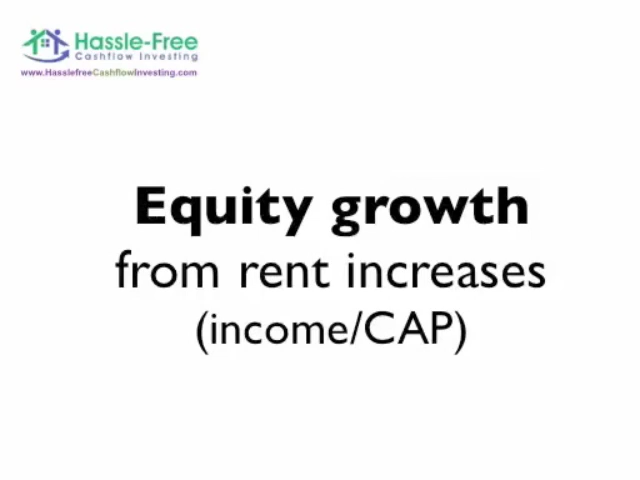 Hassle-Free
Cashflow Investing
www.HasslefreeCashflowInvesting.com
Equity growth
from rent increases
(income/CAP)